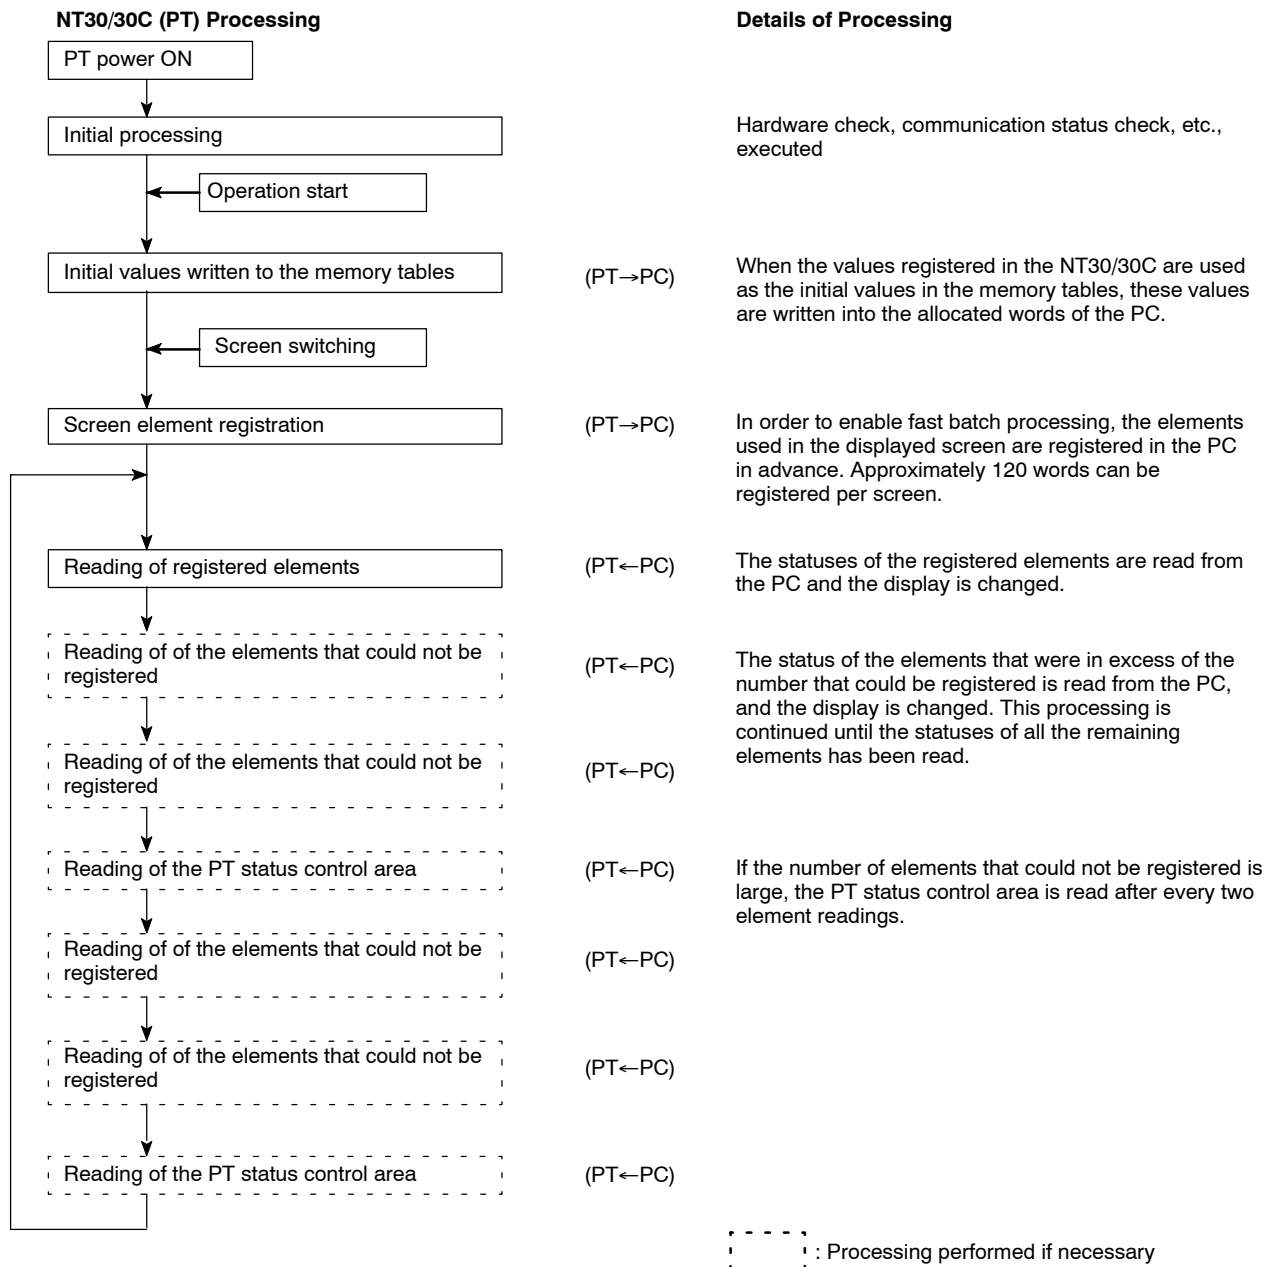 NT30/30C (PT) Processing
Details of Processing
PT power ON
Initial processing
Hardware check, communication status check, etc.,
executed
Operation start
Initial values written to the memory tables
(PT→PC)
When the values registered in the NT30/30C are used
as the initial values in the memory tables, these values
are written into the allocated words of the PC.
Screen switching
Screen element registration
(PT→PC)
In order to enable fast batch processing, the elements
used in the displayed screen are registered in the PC
in advance. Approximately 120 words can be
registered per screen.
Reading of registered elements
(PT←PC)
The statuses of the registered elements are read from
the PC and the display is changed.
Reading of of the elements that could not be
registered
(PT←PC)
The status of the elements that were in excess of the
number that could be registered is read from the PC,
and the display is changed. This processing is
continued until the statuses of all the remaining
elements has been read.
Reading of of the elements that could not be
registered
(PT←PC)
Reading of the PT status control area
(PT←PC)
If the number of elements that could not be registered is
large, the PT status control area is read after every two
element readings.
Reading of of the elements that could not be
registered
(PT←PC)
Reading of of the elements that could not be
registered
(PT←PC)
Reading of the PT status control area
(PT←PC)
: Processing performed if necessary